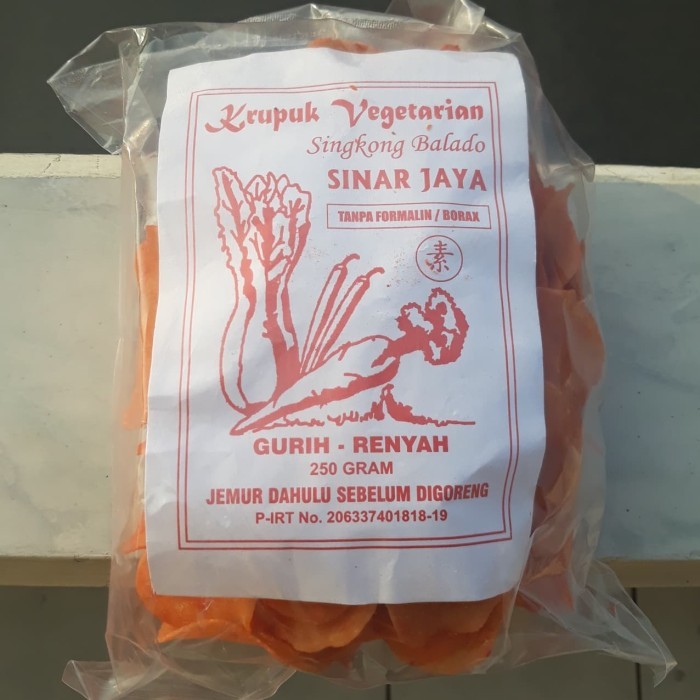 Krupuk Vegetarian
Singkong Balado
SINAR JAYA
TANPA FORMALIN / BORAX
素
GURIH - RENYAH
250 GRAM
JEMUR DAHULU SEBELUM DIGORENG
P-IRT No. 206337401818-19